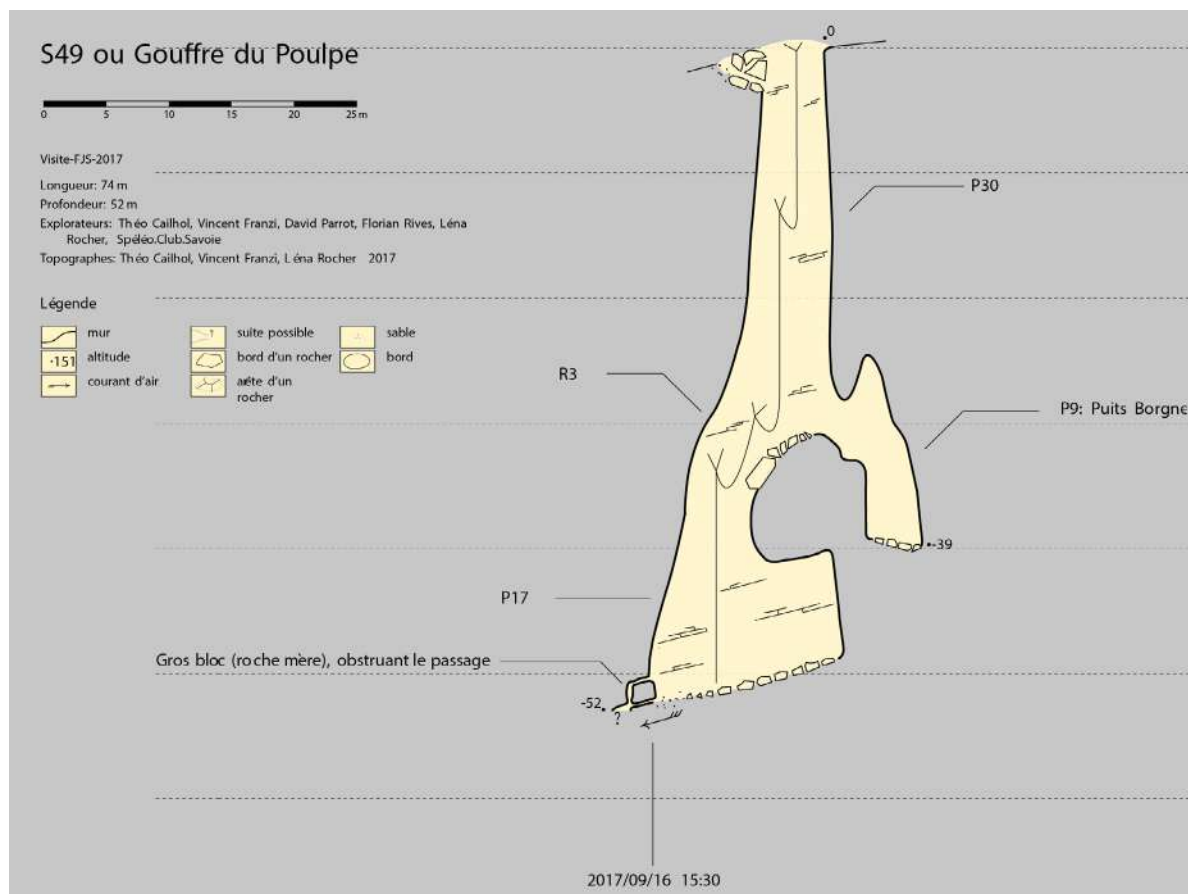 S49 ou Gouffre du Poulpe
0 5 10 15 20 25 m
Visite-FJS-2017
Longueur: 74 m
Profondeur: 52 m
Explorateurs: Théo Cailhol, Vincent Franzi, David Parrot, Florian Rives, Léna
Rocher, Spéléo.Club.Savoie
Topographes: Théo Cailhol, Vincent Franzi, Léna Rocher 2017
Légende
mur
altitude
courant d'air
suite possible
bord d'un rocher
arête d'un
rocher
sable
bord
.151
.0
P30
R3
P9: Puits Borgne
.-39
P17
Gros bloc (roche mère), obstruant le passage
-52.
?
2017/09/16 15:30